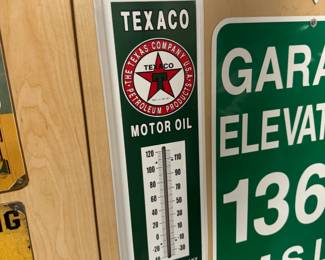 TEXACO
THE TEXAS COMPANY U.S.A.
TEXACO
T
PETROLEUM PRODUCTS
MOTOR OIL
120 110
100 90
80 70
60 50
40 30
20 10
0 -10
-20 -30
GARA
ELEVAT
136